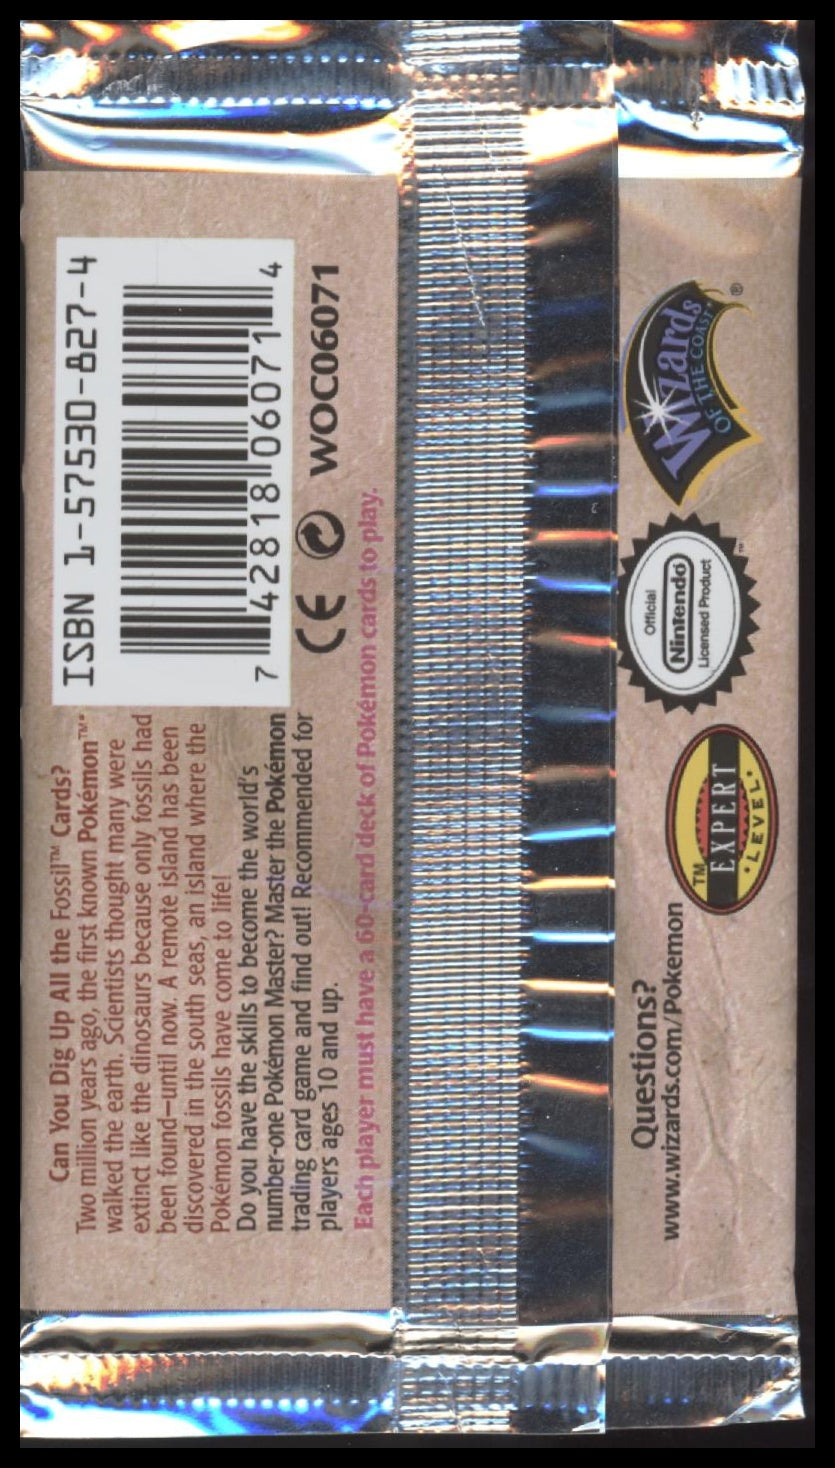 Can You Dig Up All the Fossil™ Cards?
Two million years ago, the first known Pokémon™•
walked the earth. Scientists thought many were
extinct like the dinosaurs because only fossils had
been found—until now. A remote island has been
discovered in the south seas, an island where the
Pokémon fossils have come to life!
Do you have the skills to become the world's
number-one Pokémon Master? Master the Pokémon
trading card game and find out! Recommended for
players ages 10 and up.
Each player must have a 60-card deck of Pokémon cards to play.
ISBN 1-57530-827-4
7 42818 06071 4
CE WOC06071
Questions?
www.wizards.com/Pokemon
TM
EXPERT
•LEVEL•
Official
Nintendo
Licensed Product
™
Wizards
OF THE COAST
®